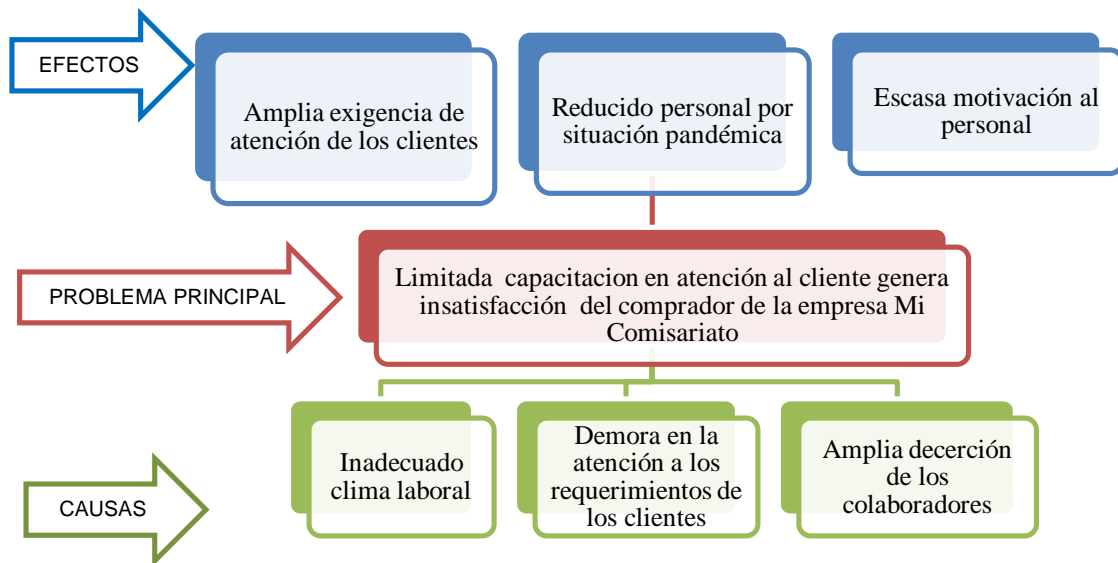 EFECTOS
Amplia exigencia de
atención de los clientes
Reducido personal por
situación pandémica
Escasa motivación al
personal
PROBLEMA PRINCIPAL
Limitada  capacitacion en atención al cliente genera
insatisfacción  del comprador de la empresa Mi
Comisariato
CAUSAS
Inadecuado
clima laboral
Demora en la
atención a los
requerimientos de
los clientes
Amplia decerción
de los
colaboradores